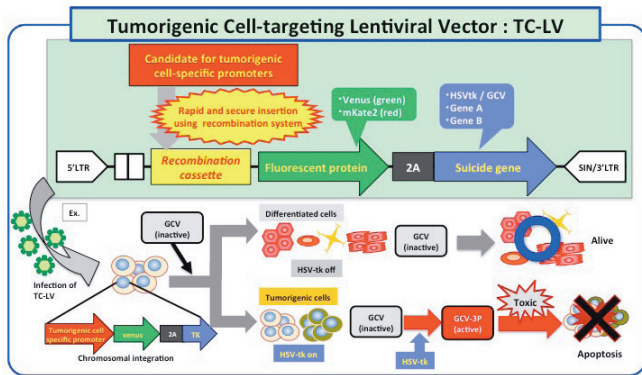 Tumorigenic Cell-targeting Lentiviral Vector : TC-LV
Candidate for tumorigenic
cell-specific promoters
Rapid and secure insertion
using recombination system
・Venus (green)
・mKate2 (red)
・HSVtk / GCV
・Gene A
・Gene B
5'LTR
Recombination
cassette
Fluorescent protein
2A
Suicide gene
SIN/3'LTR
Ex.
Infection of
TC-LV
GCV
(inactive)
Differentiated cells
HSV-tk off
GCV
(inactive)
Alive
Tumorigenic cells
HSV-tk on
GCV
(inactive)
HSV-tk
GCV-3P
(active)
Toxic
Apoptosis
Tumorigenic cell
specific promoter
venus
2A
TK
Chromosomal integration